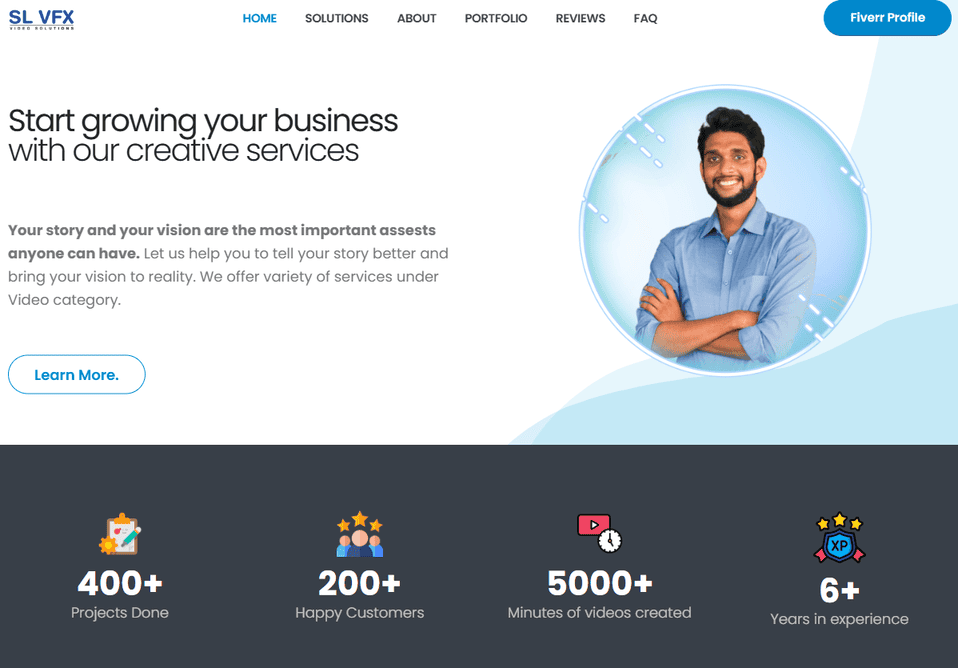 SL VFX
VIDEO SOLUTIONS
HOME SOLUTIONS ABOUT PORTFOLIO REVIEWS FAQ
Fiverr Profile
Start growing your business
with our creative services
Your story and your vision are the most important assests
anyone can have. Let us help you to tell your story better and
bring your vision to reality. We offer variety of services under
Video category.
Learn More.
XP
400+ 200+ 5000+ 6+
Projects Done Happy Customers Minutes of videos created Years in experience